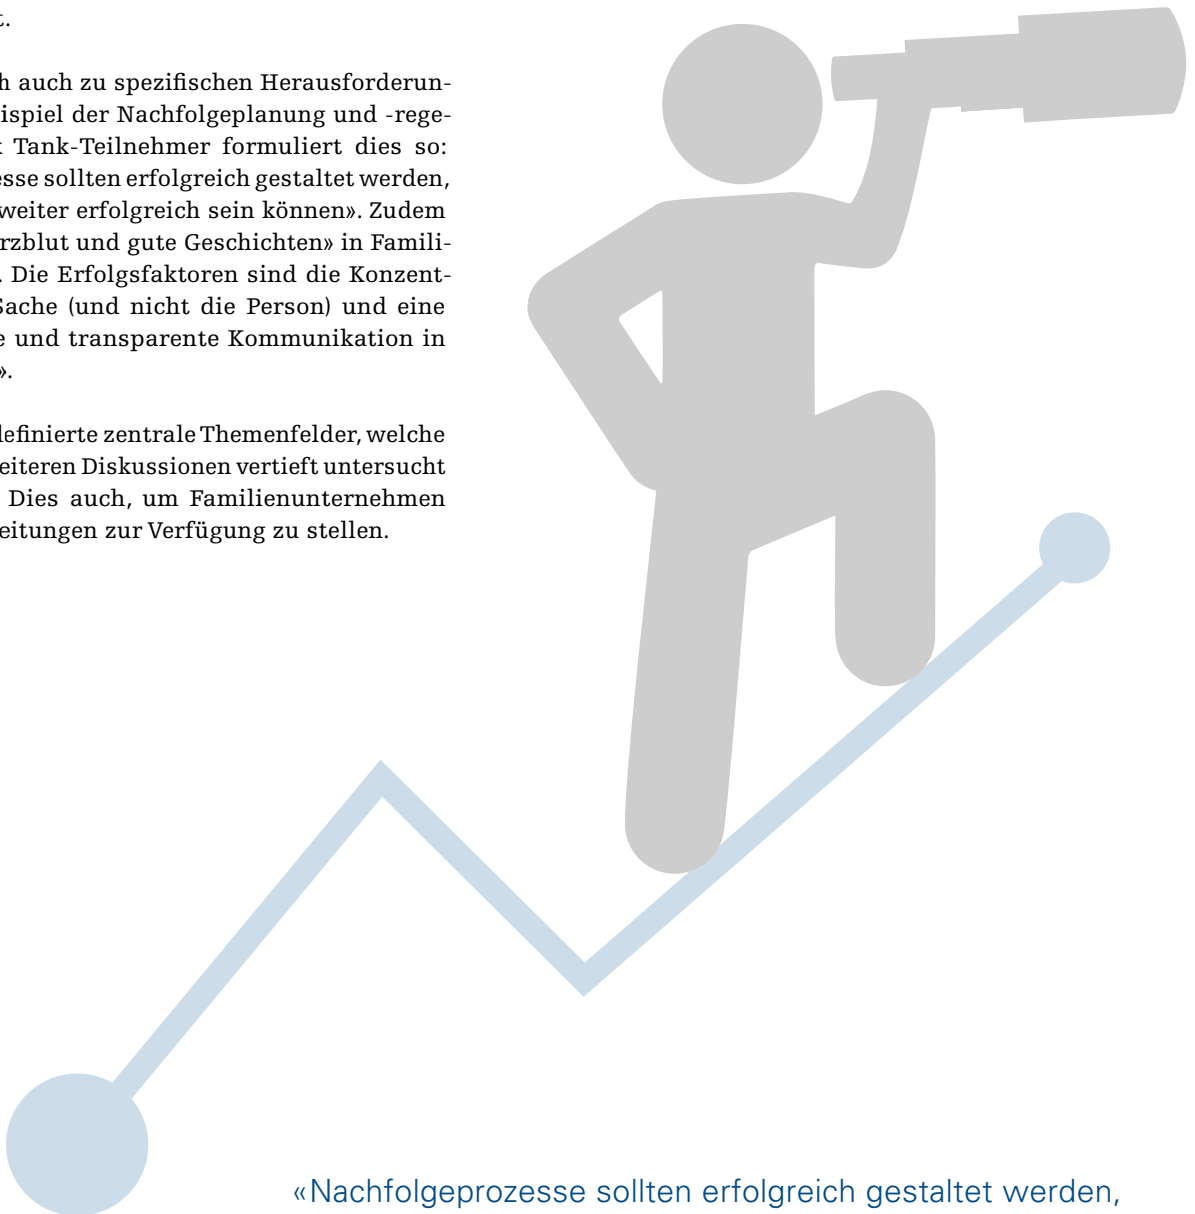 t.
h auch zu spezifischen Herausforderun-
ispiel der Nachfolgeplanung und -rege-
k Tank-Teilnehmer formuliert dies so:
esse sollten erfolgreich gestaltet werden,
weiter erfolgreich sein können». Zudem
rzblut und gute Geschichten» in Famili-
. Die Erfolgsfaktoren sind die Konzent-
Sache (und nicht die Person) und eine
e und transparente Kommunikation in
».
definierte zentrale Themenfelder, welche
eiteren Diskussionen vertieft untersucht
Dies auch, um Familienunternehmen
eitungen zur Verfügung zu stellen.
«Nachfolgeprozesse sollten erfolgreich gestaltet werden,